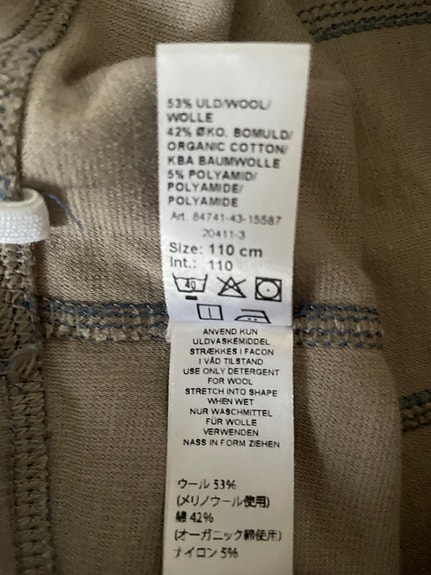 53% ULD/WOOL/
WOLLE
42% ØKO. BOMULD/
ORGANIC COTTON/
KBA BAUMWOLLE
5% POLYAMID/
POLYAMIDE/
POLYAMIDE
Art. 84741-43-15587
20411-3
Size: 110 cm
Int.: 110
40
ANVEND KUN
ULDVASKEMIDDEL
STRÆKKES I FACON
I VÅD TILSTAND
USE ONLY DETERGENT
FOR WOOL
STRETCH INTO SHAPE
WHEN WET
NUR WASCHMITTEL
FÜR WOLLE
VERWENDEN
NASS IN FORM ZIEHEN
ウール 53%
(メリノウール使用)
綿 42%
(オーガニック綿使用)
ナイロン 5%